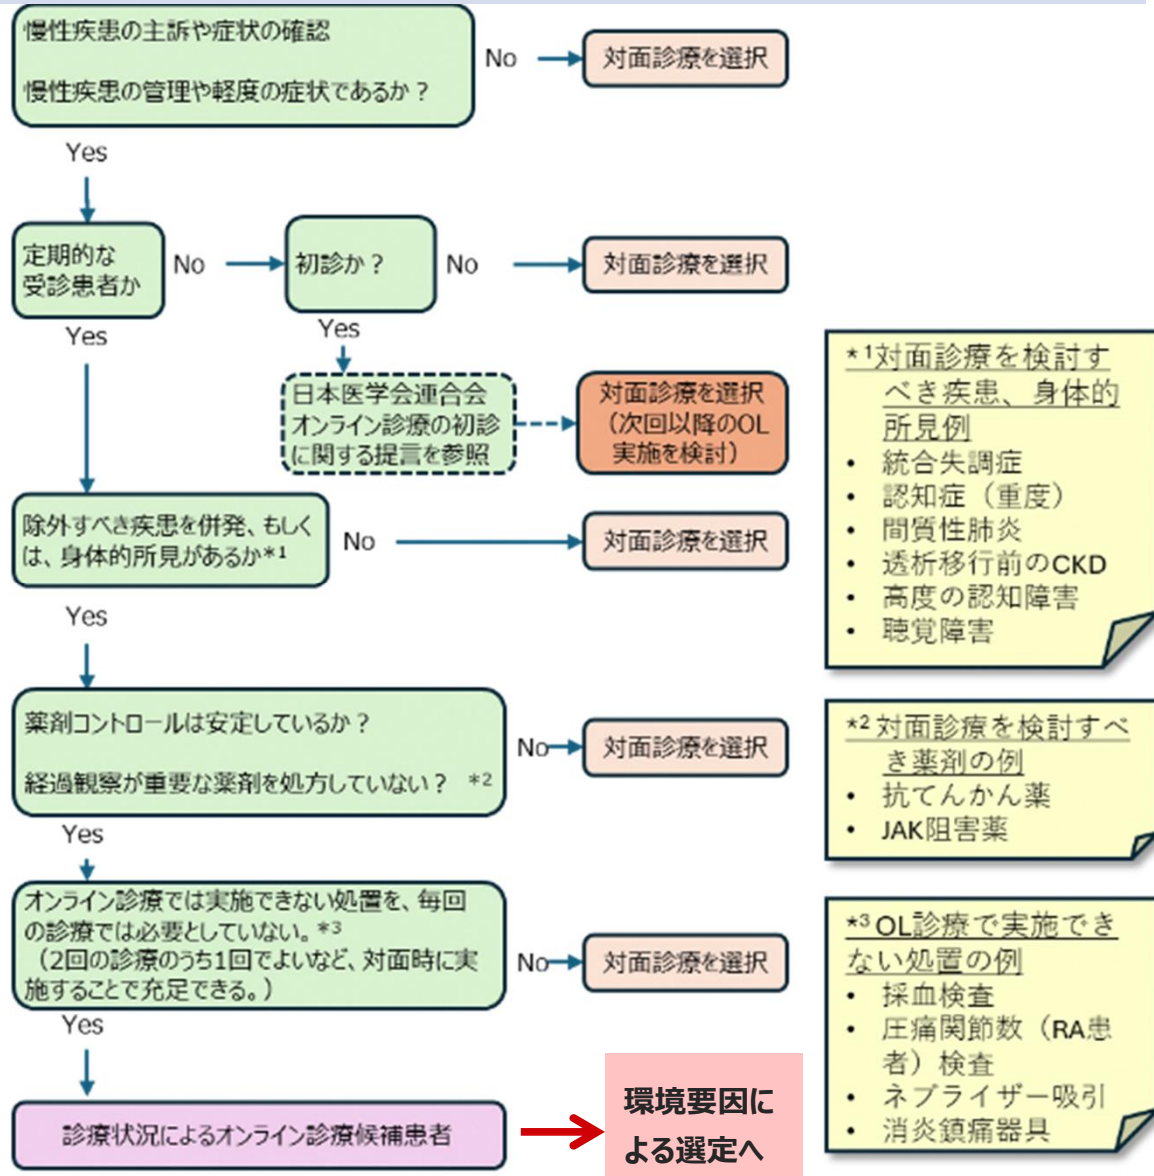 慢性疾患の主訴や症状の確認
慢性疾患の管理や軽度の症状であるか？
No
対面診療を選択
Yes
定期的な
受診患者か
No
初診か？
No
対面診療を選択
Yes
Yes
日本医学会連合会
オンライン診療の初診
に関する提言を参照
対面診療を選択
（次回以降のOL
実施を検討）
除外すべき疾患を併発、もしく
は、身体的所見があるか*1
No
対面診療を選択
Yes
薬剤コントロールは安定しているか？
経過観察が重要な薬剤を処方していない？ *2
No
対面診療を選択
Yes
オンライン診療では実施できない処置を、毎回
の診療では必要としていない。*3
（2回の診療のうち1回でよいなど、対面時に実
施することで充足できる。）
No
対面診療を選択
Yes
診療状況によるオンライン診療候補患者
環境要因に
よる選定へ
*1対面診療を検討す
べき疾患、身体的
所見例
• 統合失調症
• 認知症（重度）
• 間質性肺炎
• 透析移行前のCKD
• 高度の認知障害
• 聴覚障害
*2対面診療を検討すべ
き薬剤の例
• 抗てんかん薬
• JAK阻害薬
*3OL診療で実施でき
ない処置の例
• 採血検査
• 圧痛関節数（RA患
者）検査
• ネブライザー吸引
• 消炎鎮痛器具